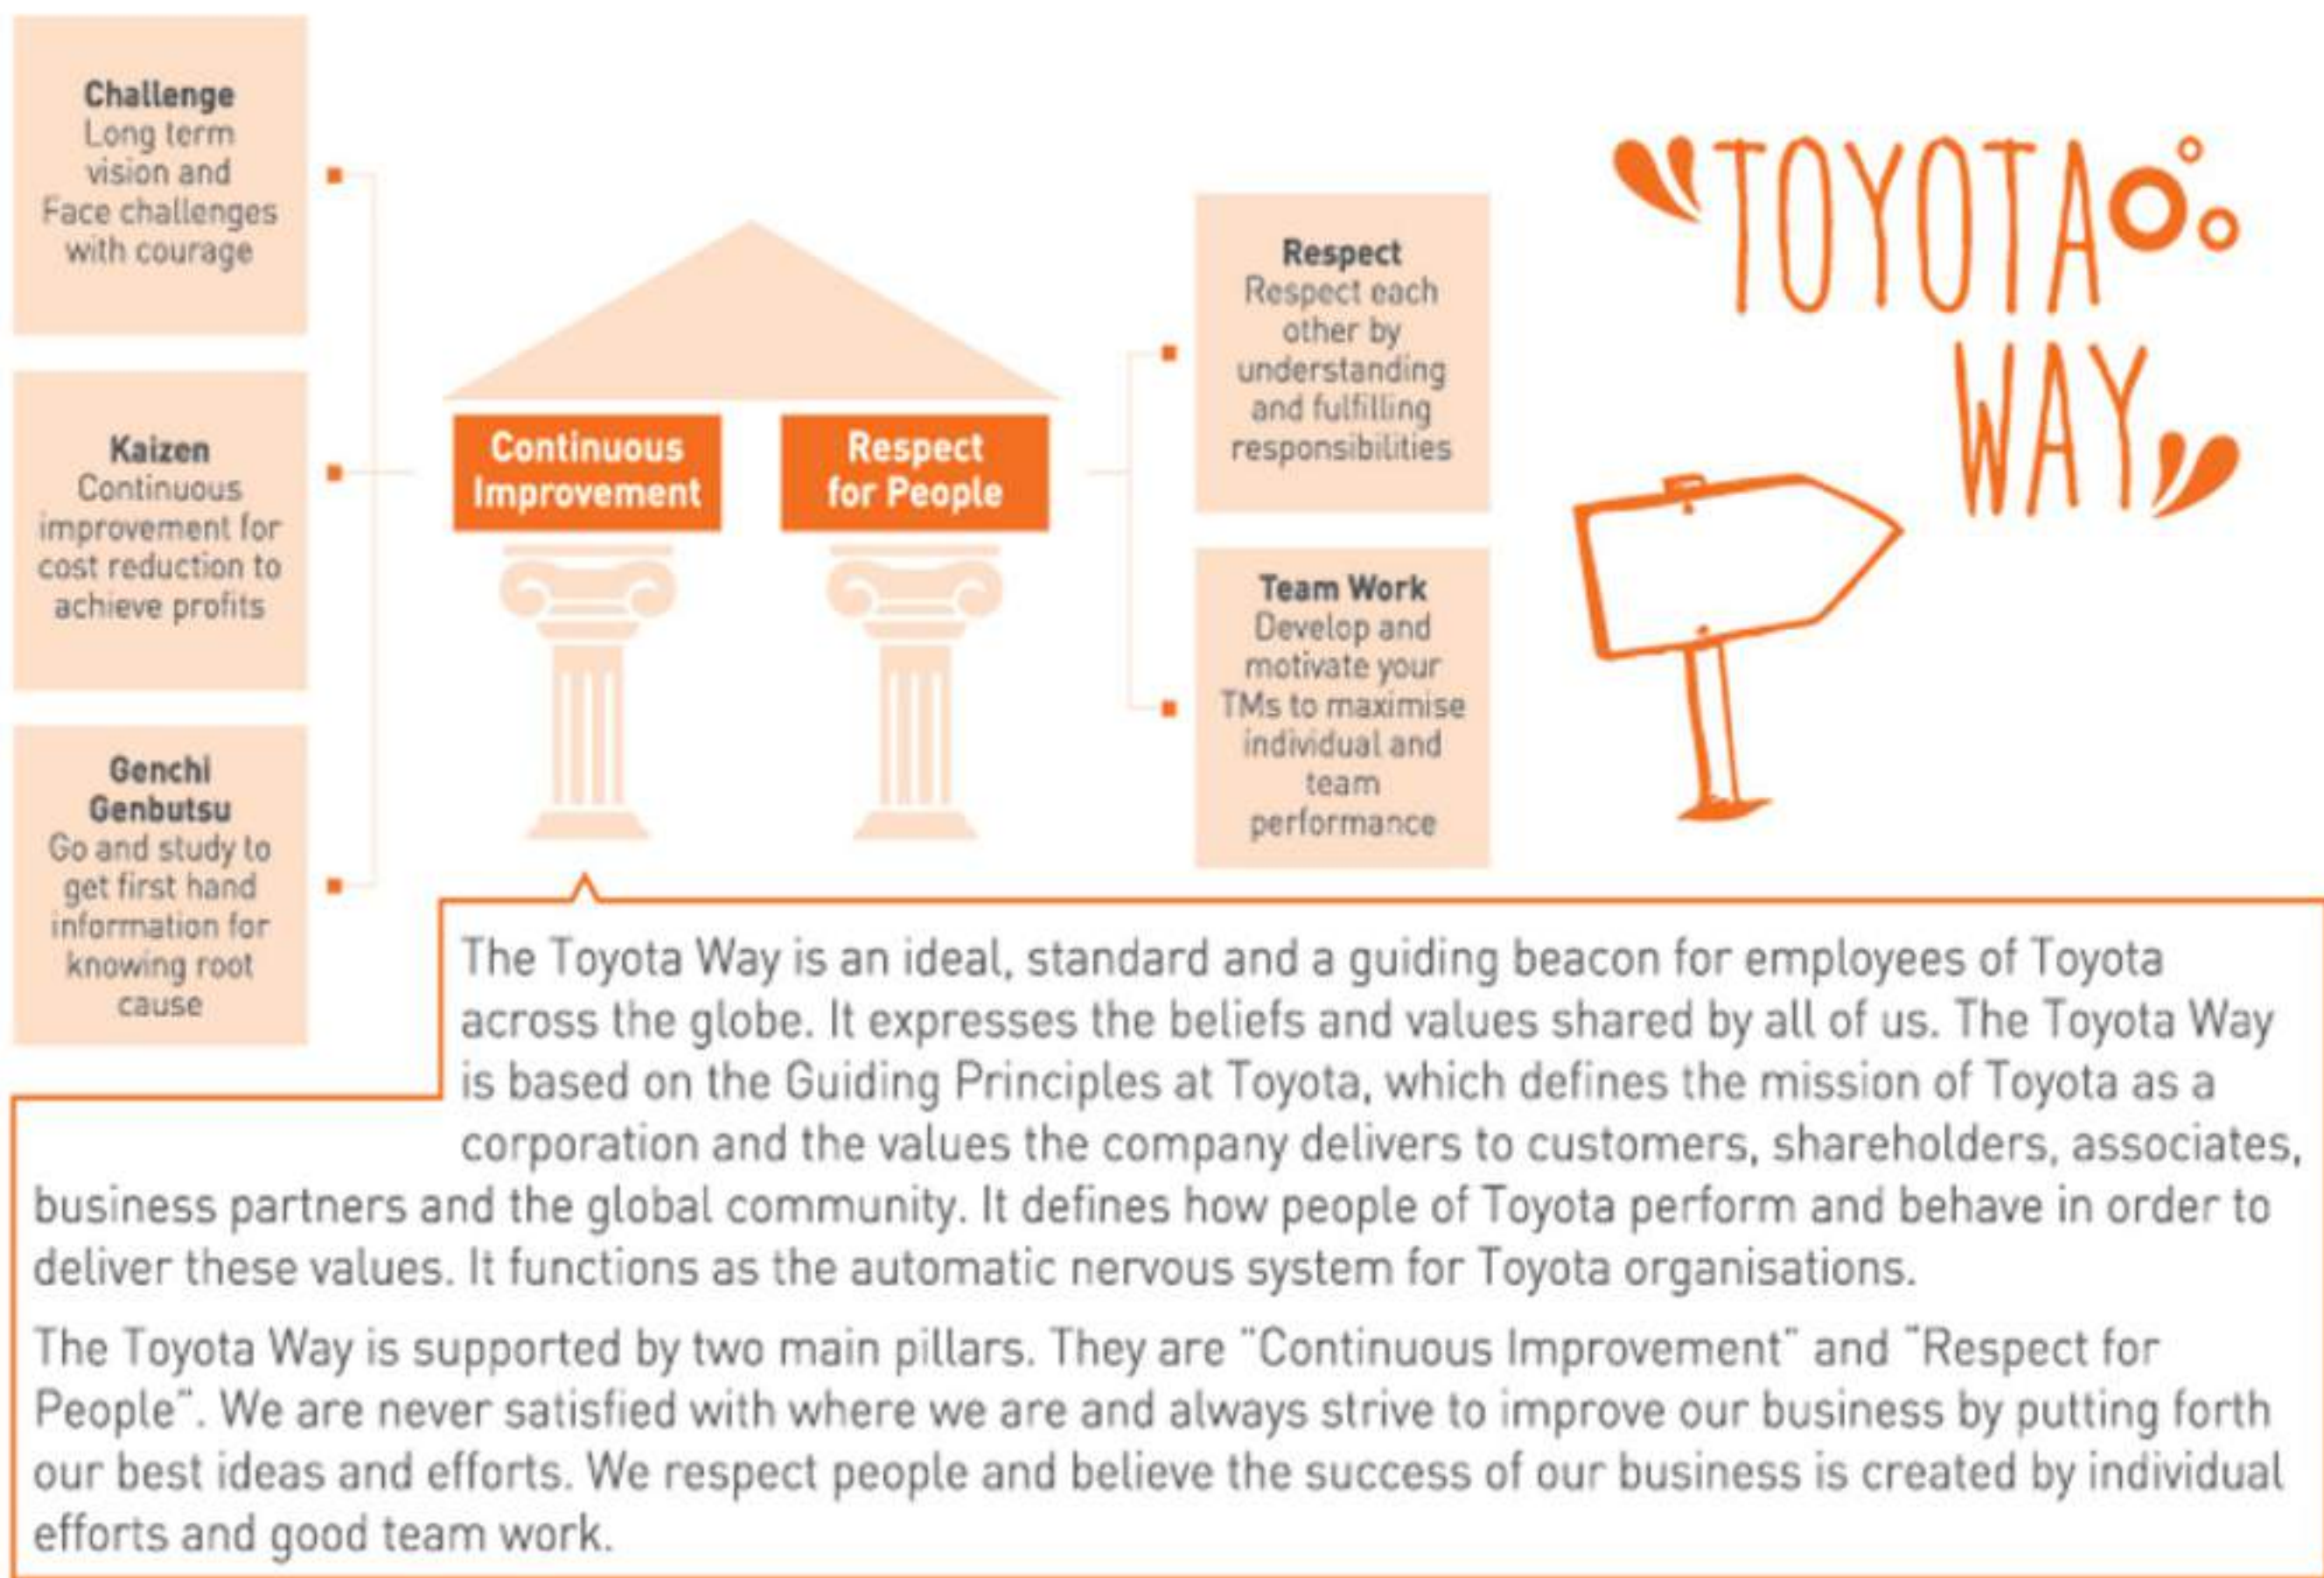 Challenge
Long term
vision and
Face challenges
with courage
Kaizen
Continuous
improvement for
cost reduction to
achieve profits
Genchi
Genbutsu
Go and study to
get first hand
information for
knowing root
cause
Continuous
Improvement
Respect
for People
Respect
Respect each
other by
understanding
and fulfilling
responsibilities
Team Work
Develop and
motivate your
TMs to maximise
individual and
team
performance
TOYOTA
WAY
The Toyota Way is an ideal, standard and a guiding beacon for employees of Toyota
across the globe. It expresses the beliefs and values shared by all of us. The Toyota Way
is based on the Guiding Principles at Toyota, which defines the mission of Toyota as a
corporation and the values the company delivers to customers, shareholders, associates,
business partners and the global community. It defines how people of Toyota perform and behave in order to
deliver these values. It functions as the automatic nervous system for Toyota organisations.
The Toyota Way is supported by two main pillars. They are "Continuous Improvement" and "Respect for
People". We are never satisfied with where we are and always strive to improve our business by putting forth
our best ideas and efforts. We respect people and believe the success of our business is created by individual
efforts and good team work.